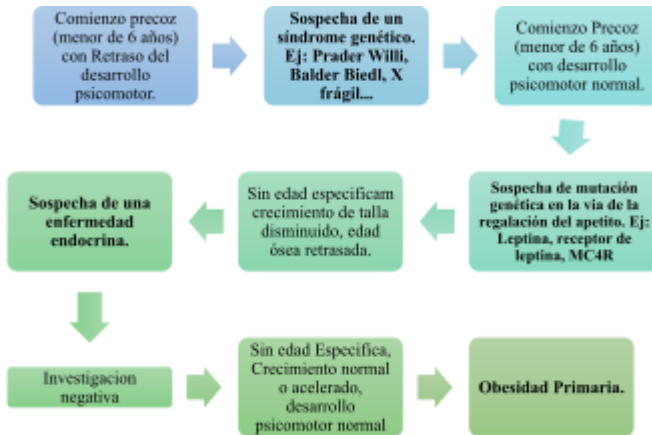 Comienzo precoz
(menor de 6 años)
con Retraso del
desarrollo
psicomotor.
Sospecha de un
síndrome genético.
Ej: Prader Willi,
Balder Biedl, X
frágil...
Comienzo Precoz
(menor de 6 años)
con desarrollo
psicomotor normal.
Sospecha de mutación
genética en la via de la
regalación del apetito. Ej:
Leptina, receptor de
leptina, MC4R
Sin edad especificam
crecimiento de talla
disminuido, edad
ósea retrasada.
Sospecha de una
enfermedad
endocrina.
Investigacion
negativa
Sin edad Especifica,
Crecimiento normal
o acelerado,
desarrollo
psicomotor normal
Obesidad Primaria.